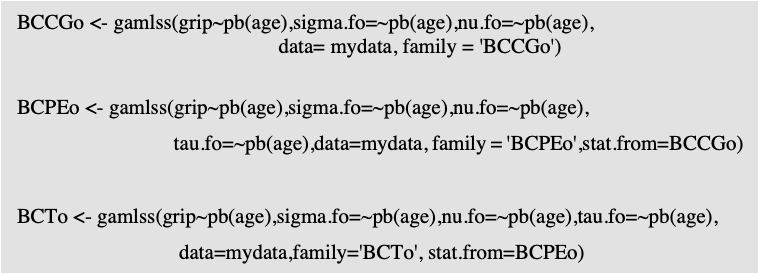 BCCGo <- gamlss(grip~pb(age),sigma.fo=~pb(age),nu.fo=~pb(age),
data= mydata, family = 'BCCGo')
BCPEo <- gamlss(grip~pb(age),sigma.fo=~pb(age),nu.fo=~pb(age),
tau.fo=~pb(age),data=mydata, family = 'BCPEo',stat.from=BCCGo)
BCTo <- gamlss(grip~pb(age),sigma.fo=~pb(age),nu.fo=~pb(age),tau.fo=~pb(age),
data=mydata,family='BCTo', stat.from=BCPEo)